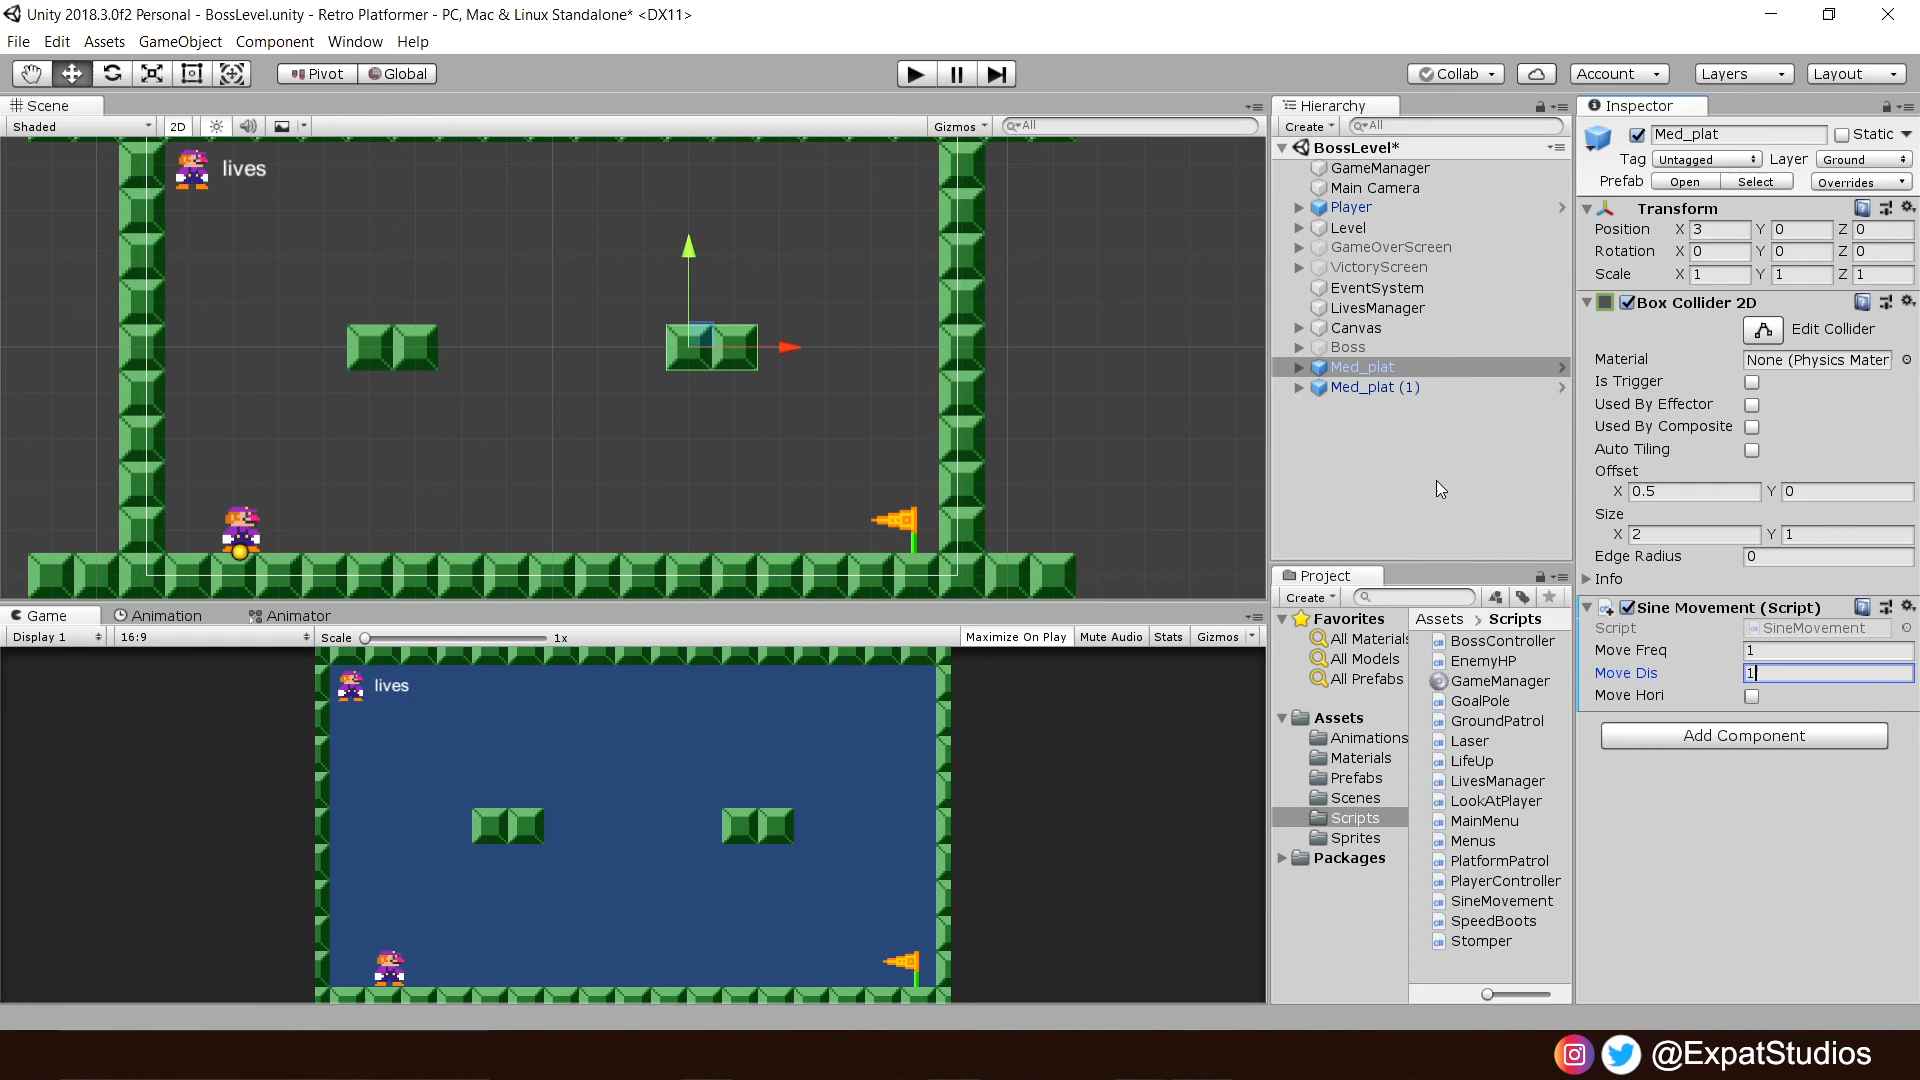 Unity 2018.3.0f2 Personal - BossLevel.unity - Retro Platformer - PC, Mac & Linux Standalone* <DX11>
File Edit Assets GameObject Component Window Help
Pivot Global Collab Account Layers Layout
Scene
Shaded 2D Gizmos All
lives
Game Animation Animator
Display 1 16:9 Scale 1x Maximize On Play Mute Audio Stats Gizmos
lives
Hierarchy
Create All
BossLevel*
GameManager
Main Camera
Player
Level
GameOverScreen
VictoryScreen
EventSystem
LivesManager
Canvas
Boss
Med_plat
Med_plat (1)
Project
Create
Favorites
All Materials
All Models
All Prefabs
Assets
Animations
Materials
Prefabs
Scenes
Scripts
Sprites
Packages
Assets Scripts
BossController
EnemyHP
GameManager
GoalPole
GroundPatrol
Laser
LifeUp
LivesManager
LookAtPlayer
MainMenu
Menus
PlatformPatrol
PlayerController
SineMovement
SpeedBoots
Stomper
Inspector
Med_plat Static
Tag Untagged Layer Ground
Prefab Open Select Overrides
Transform
Position X 3 Y 0 Z 0
Rotation X 0 Y 0 Z 0
Scale X 1 Y 1 Z 1
Box Collider 2D
Edit Collider
Material None (Physics Mater
Is Trigger
Used By Effector
Used By Composite
Auto Tiling
Offset
X 0.5 Y 0
Size
X 2 Y 1
Edge Radius 0
Info
Sine Movement (Script)
Script SineMovement
Move Freq 1
Move Dis 1
Move Hori
Add Component
@ExpatStudios